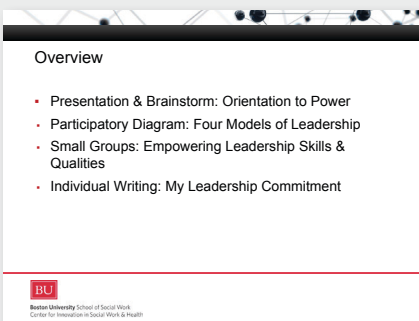 Overview
▪ Presentation & Brainstorm: Orientation to Power
▪ Participatory Diagram: Four Models of Leadership
▪ Small Groups: Empowering Leadership Skills &
Qualities
▪ Individual Writing: My Leadership Commitment
BU
Boston University School of Social Work
Center for Innovation in Social Work & Health